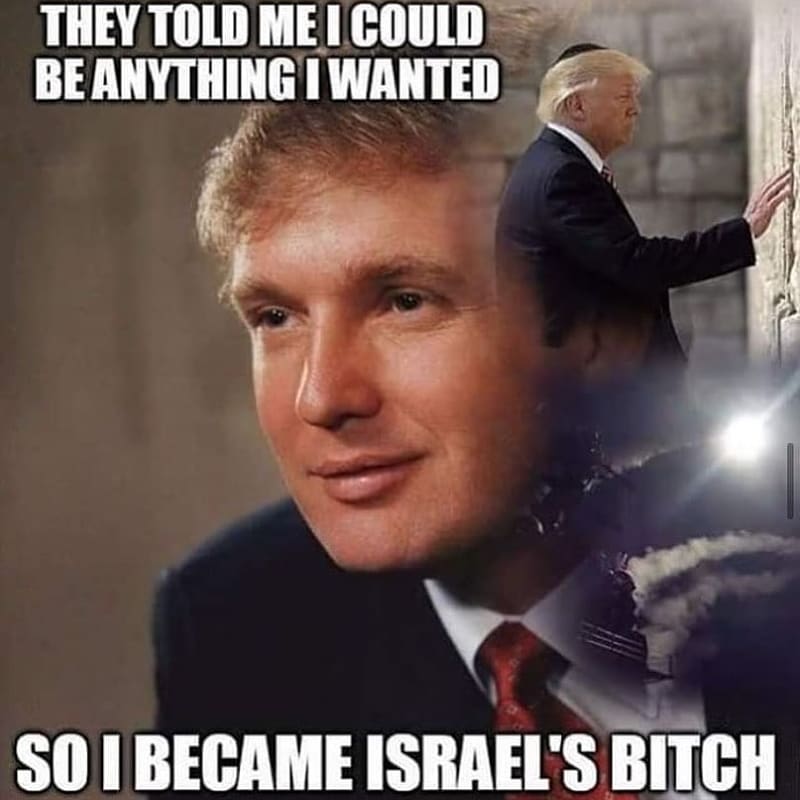 THEY TOLD ME I COULD
BE ANYTHING I WANTED
SO I BECAME ISRAEL'S BITCH